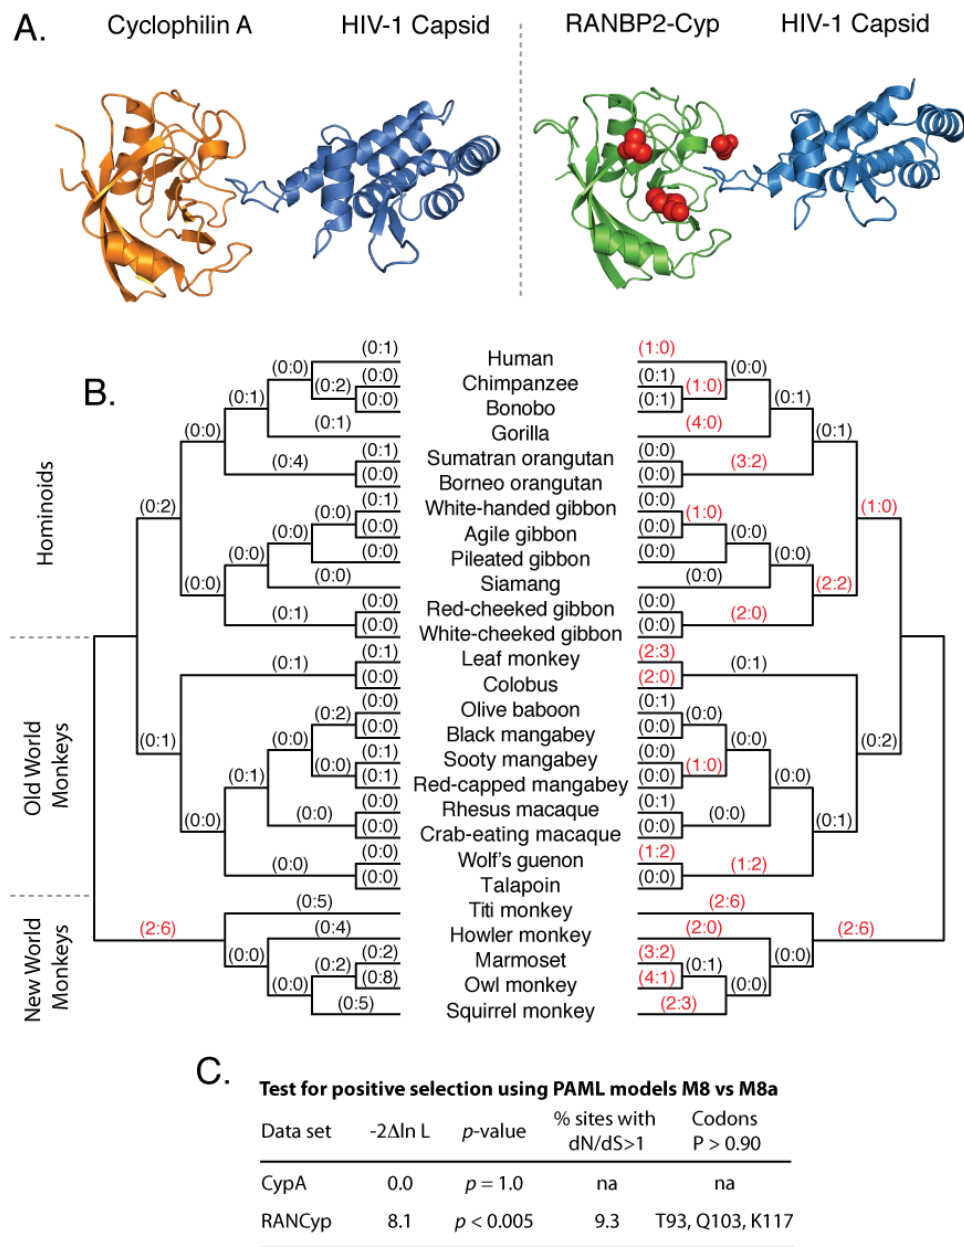 A.
Cyclophilin A HIV-1 Capsid RANBP2-Cyp HIV-1 Capsid
B.
Hominoids
Old World
Monkeys
New World
Monkeys
(0:1) Human (1:0)
(0:0) (0:0)
(0:0) Chimpanzee (0:1)
(0:2) (1:0)
(0:0) Bonobo (0:1)
(0:1) (0:1)
(0:1) Gorilla (4:0)
(0:0) (0:1)
(0:1) Sumatran orangutan (0:0)
(0:4) (3:2)
(0:0) Borneo orangutan (0:0)
(0:2) (1:0)
(0:1) White-handed gibbon (0:0)
(0:0) (1:0)
(0:0) Agile gibbon (0:0)
(0:0) (0:0)
(0:0) Pileated gibbon (0:0)
(0:0) (0:0)
(0:0) Siamang (0:0)
(0:0) (2:2)
(0:0) Red-cheeked gibbon (0:0)
(0:1) (2:0)
(0:0) White-cheeked gibbon (0:0)
(0:1) Leaf monkey (2:3)
(0:1) (0:1)
(0:0) Colobus (2:0)
(0:1) (0:2)
(0:0) Olive baboon (0:1)
(0:2) (0:0)
(0:0) Black mangabey (0:0)
(0:0) (0:0)
(0:1) Sooty mangabey (0:0)
(0:0) (1:0)
(0:1) Red-capped mangabey (0:0)
(0:1) (0:0)
(0:0) Rhesus macaque (0:1)
(0:0) (0:0)
(0:0) Crab-eating macaque (0:0)
(0:0) (0:1)
(0:0) Wolf's guenon (1:2)
(0:0) (1:2)
(0:0) Talapoin (0:0)
(0:5) Titi monkey (2:6)
(2:6) (2:6)
(0:4) Howler monkey (2:0)
(0:0) (0:0)
(0:2) Marmoset (3:2)
(0:2) (0:1)
(0:8) Owl monkey (4:1)
(0:0) (0:0)
(0:5) Squirrel monkey (2:3)
C.
Test for positive selection using PAML models M8 vs M8a
Data set -2Δln L p-value % sites with dN/dS>1 Codons P > 0.90
CypA 0.0 p = 1.0 na na
RANCyp 8.1 p < 0.005 9.3 T93, Q103, K117